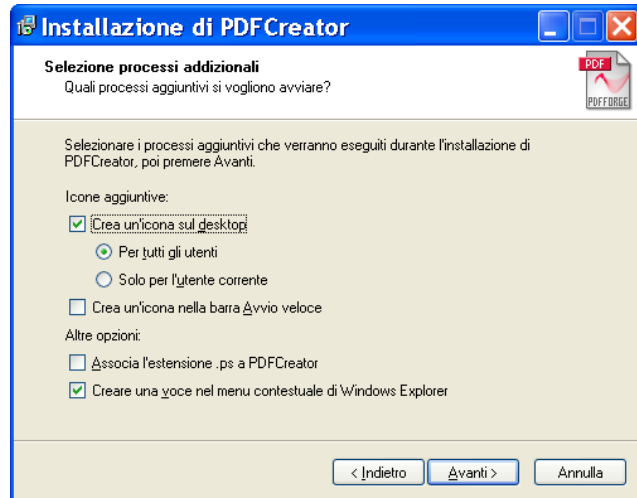 Installazione di PDFCreator
Selezione processi addizionali
Quali processi aggiuntivi si vogliono avviare?
PDF
PDFFORGE
Selezionare i processi aggiuntivi che verranno eseguiti durante l'installazione di
PDFCreator, poi premere Avanti.
Icone aggiuntive:
Crea un'icona sul desktop
Per tutti gli utenti
Solo per l'utente corrente
Crea un'icona nella barra Avvio veloce
Altre opzioni:
Associa l'estensione .ps a PDFCreator
Creare una voce nel menu contestuale di Windows Explorer
< Indietro
Avanti >
Annulla